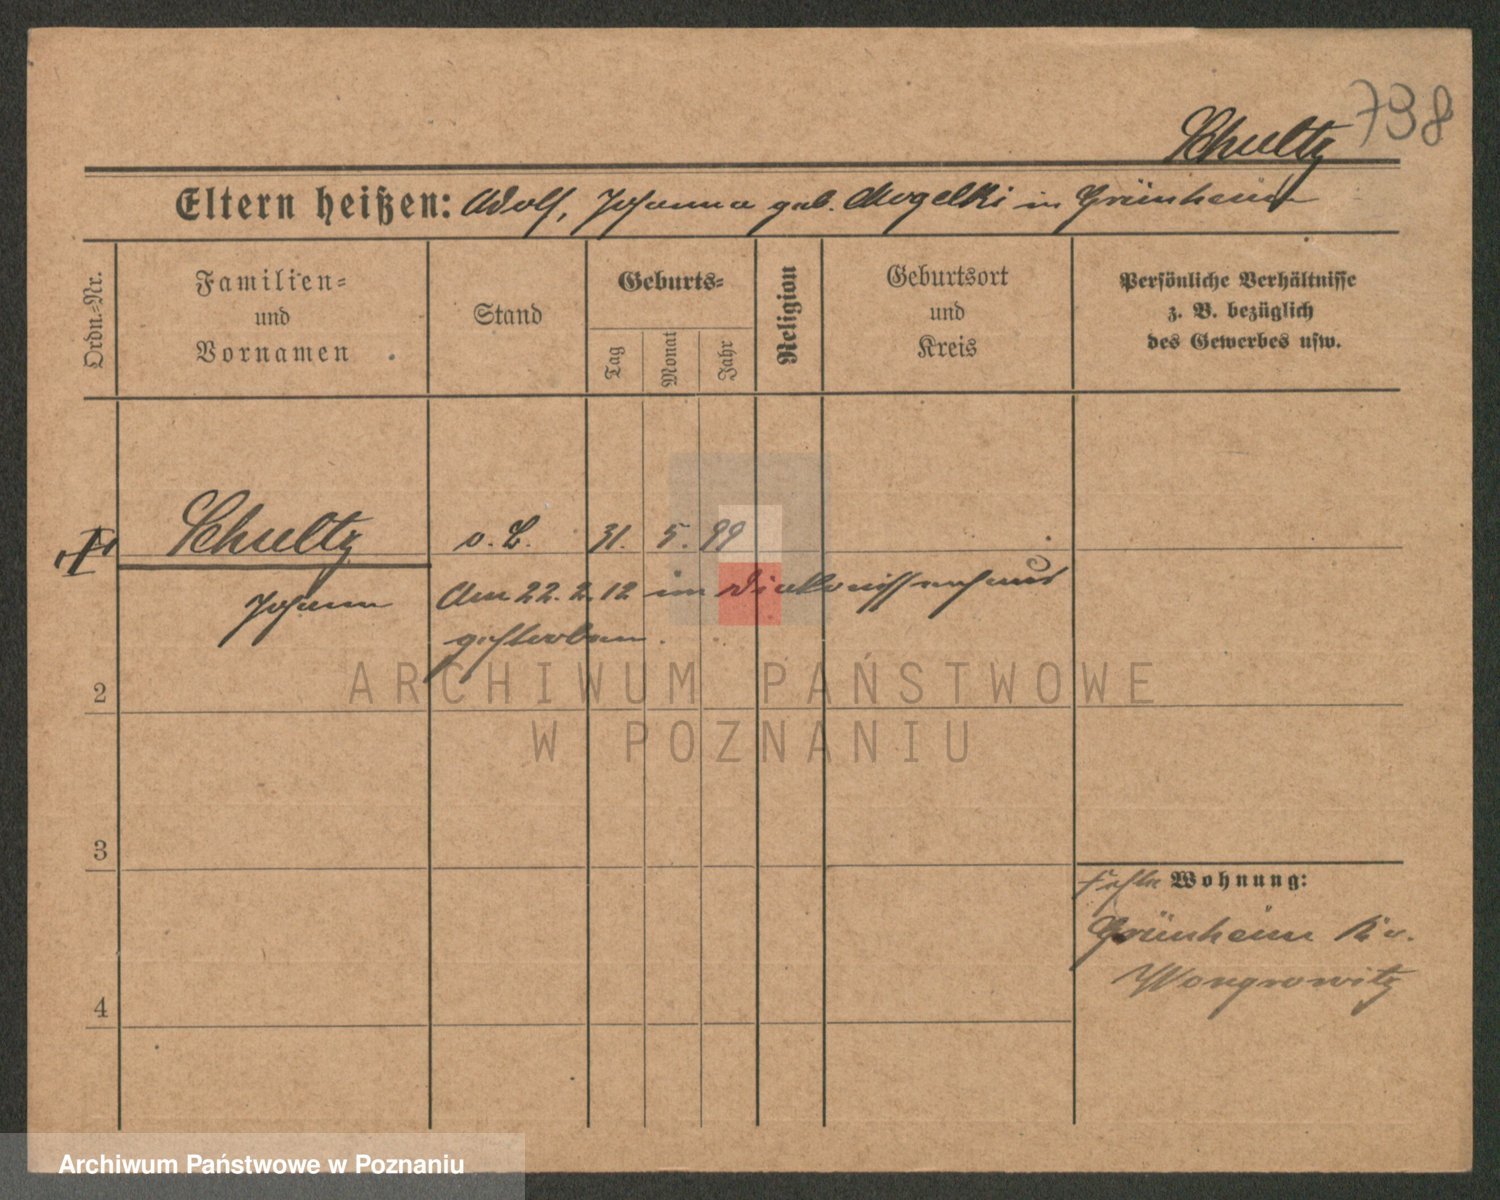 738
Schultz
Eltern heißen: Adolf, Johanna geb. Mogelki in Grünheim
Ordn.-Nr.
Familien-
und
Vornamen
Stand
Geburts-
Tag
Monat
Jahr
Religion
Geburtsort
und
Kreis
Persönliche Verhältnisse
z. B. bezüglich
des Gewerbes usw.
Schultz o. B. 31. 5. 99
Johann Am 22. 2. 12 im Diakonissenhaus
gestorben.
2
3
4
Wohnung:
Grünheim Kr.
Wongrowitz
ARCHIWUM PAŃSTWOWE
W POZNANIU
Archiwum Państwowe w Poznaniu